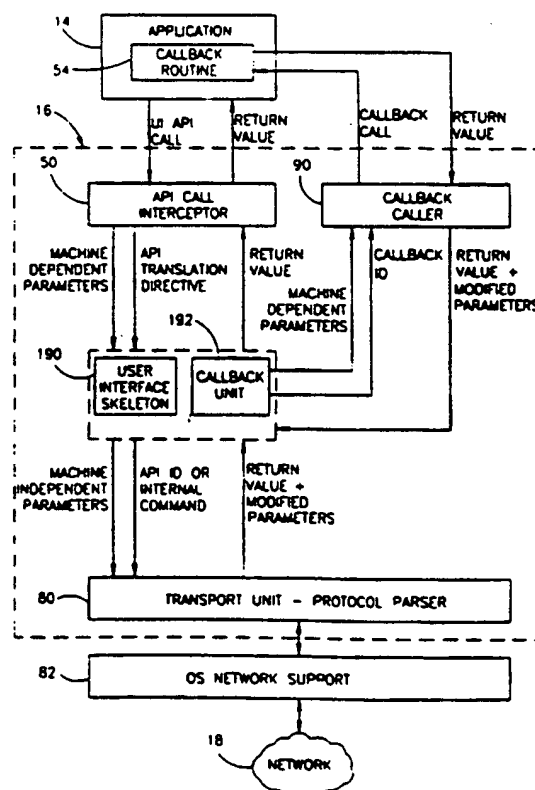 14
APPLICATION
54
CALLBACK
ROUTINE
16
UI API
CALL
RETURN
VALUE
CALLBACK
CALL
RETURN
VALUE
50
API CALL
INTERCEPTOR
90
CALLBACK
CALLER
MACHINE
DEPENDENT
PARAMETERS
API
TRANSLATION
DIRECTIVE
RETURN
VALUE
192
MACHINE
DEPENDENT
PARAMETERS
CALLBACK
ID
RETURN
VALUE +
MODIFIED
PARAMETERS
190
USER
INTERFACE
SKELETON
CALLBACK
UNIT
MACHINE
INDEPENDENT
PARAMETERS
API ID OR
INTERNAL
COMMAND
RETURN
VALUE +
MODIFIED
PARAMETERS
80
TRANSPORT UNIT - PROTOCOL PARSER
82
OS NETWORK SUPPORT
18
NETWORK